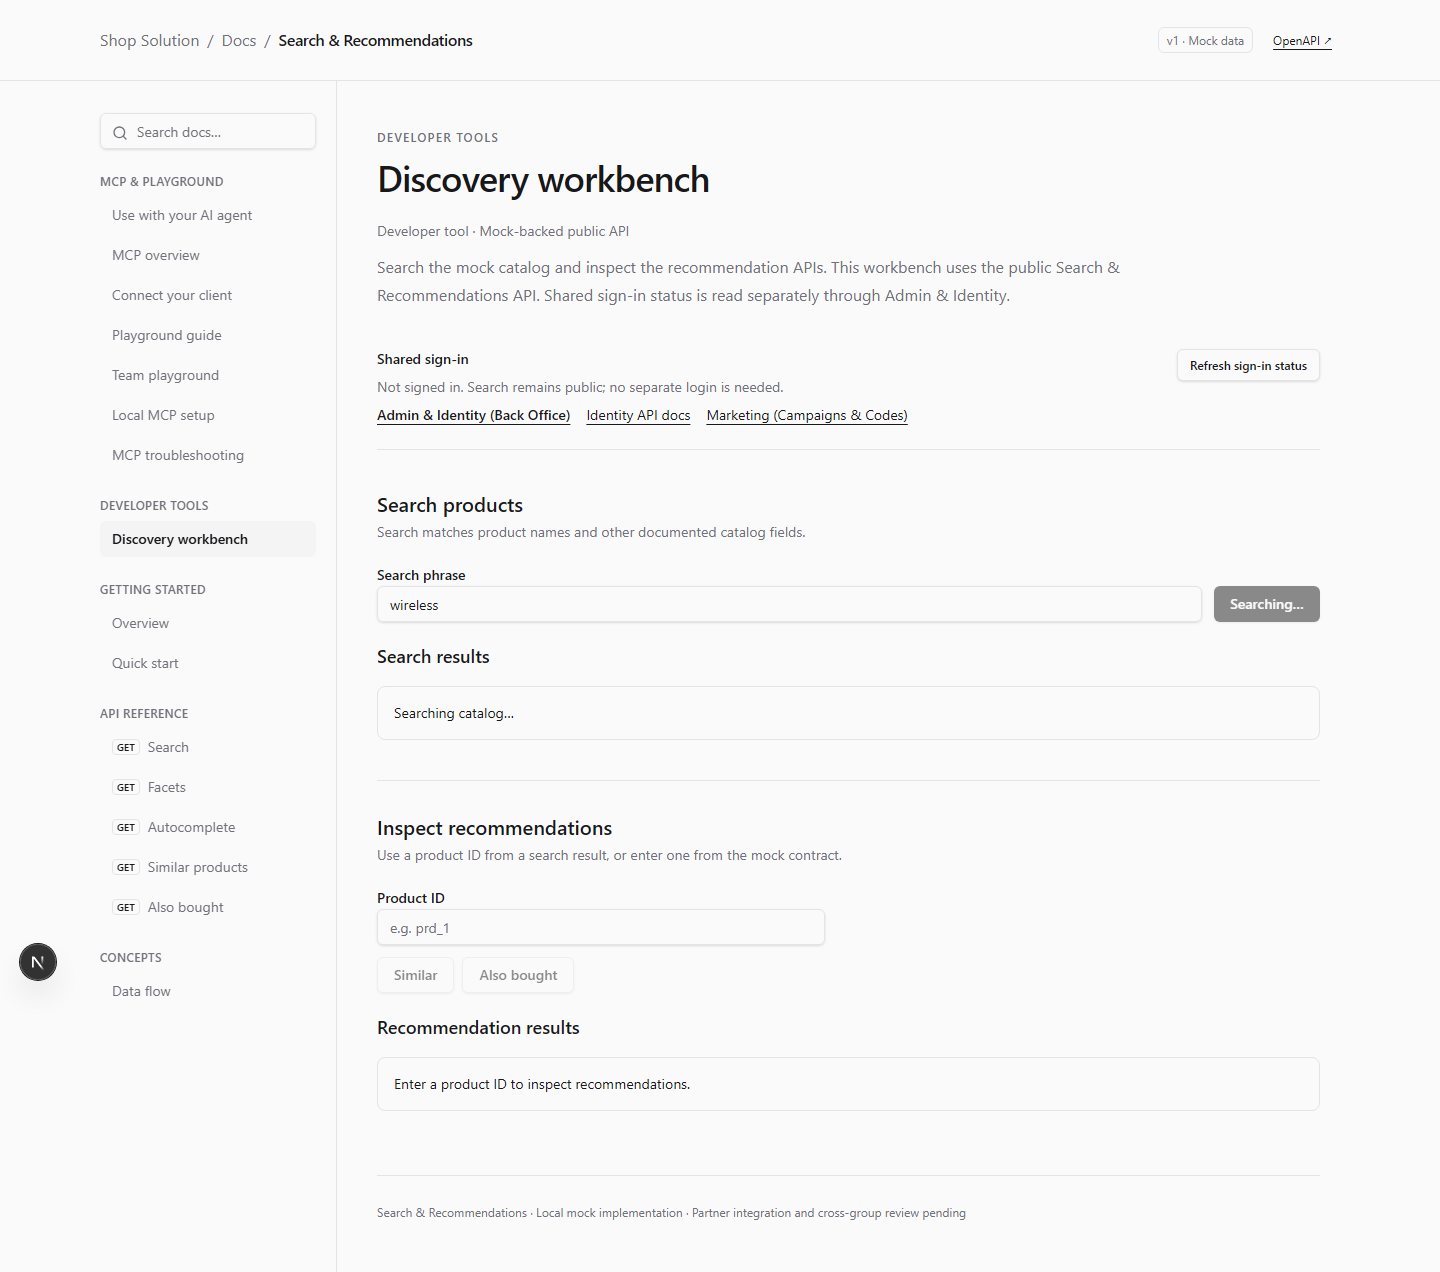 Shop Solution / Docs / Search & Recommendations
v1 · Mock data
OpenAPI ↗
Search docs...
MCP & PLAYGROUND
Use with your AI agent
MCP overview
Connect your client
Playground guide
Team playground
Local MCP setup
MCP troubleshooting
DEVELOPER TOOLS
Discovery workbench
GETTING STARTED
Overview
Quick start
API REFERENCE
GET Search
GET Facets
GET Autocomplete
GET Similar products
GET Also bought
CONCEPTS
Data flow
N
DEVELOPER TOOLS
Discovery workbench
Developer tool · Mock-backed public API
Search the mock catalog and inspect the recommendation APIs. This workbench uses the public Search &
Recommendations API. Shared sign-in status is read separately through Admin & Identity.
Shared sign-in
Refresh sign-in status
Not signed in. Search remains public; no separate login is needed.
Admin & Identity (Back Office) Identity API docs Marketing (Campaigns & Codes)
Search products
Search matches product names and other documented catalog fields.
Search phrase
wireless
Searching...
Search results
Searching catalog...
Inspect recommendations
Use a product ID from a search result, or enter one from the mock contract.
Product ID
e.g. prd_1
Similar Also bought
Recommendation results
Enter a product ID to inspect recommendations.
Search & Recommendations · Local mock implementation · Partner integration and cross-group review pending